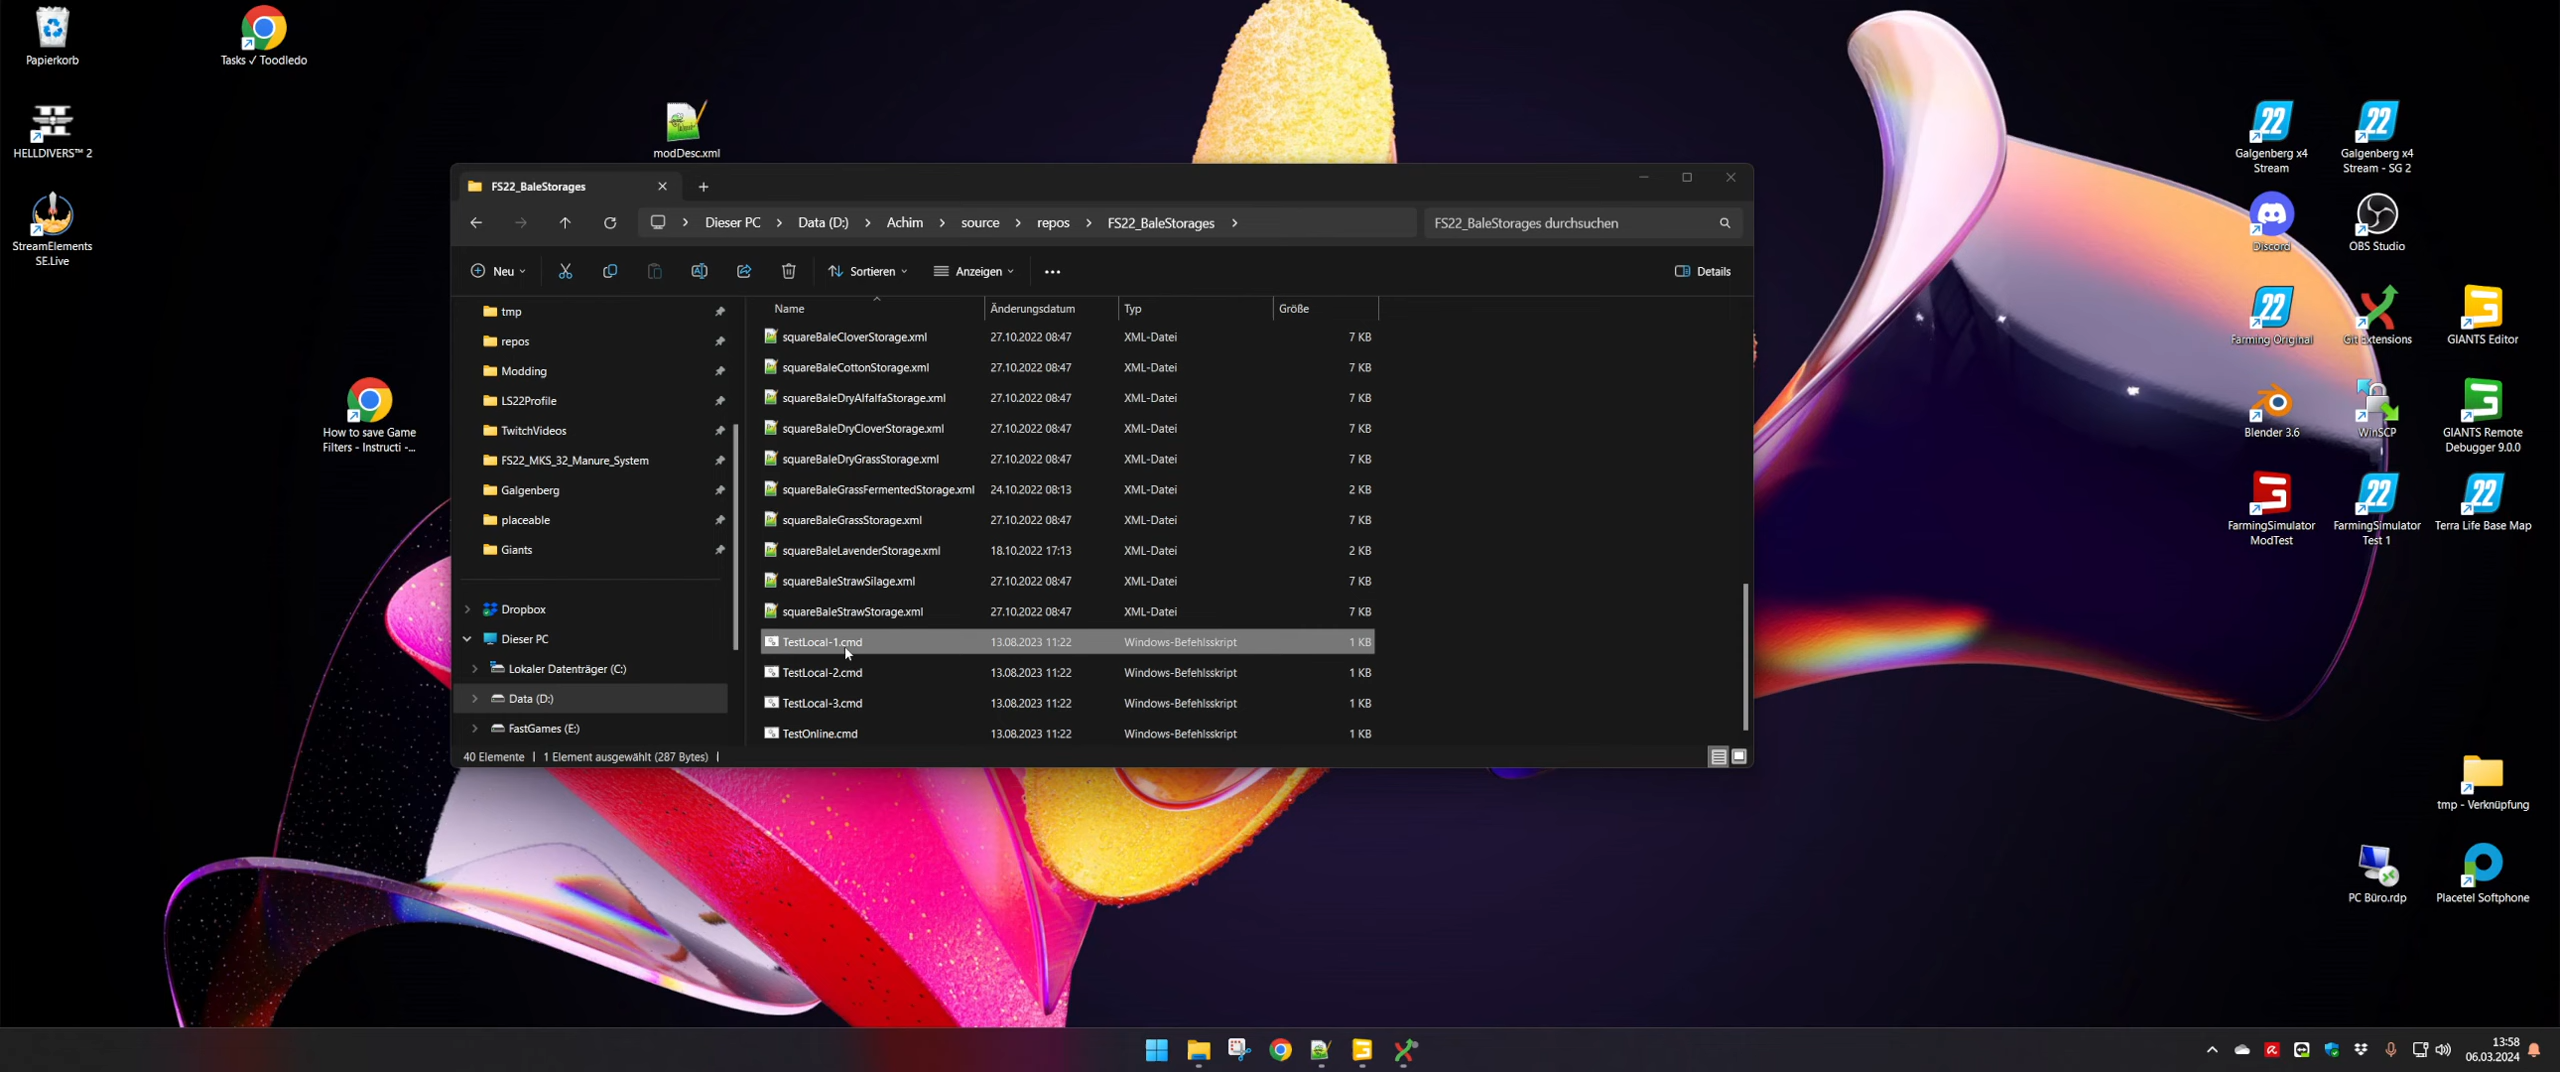 Papierkorb
Tasks ✓ Toodledo
HELLDIVERS™ 2
modDesc.xml
StreamElements
SE.Live
How to save Game
Filters - Instructi -...
FS22_BaleStorages
Dieser PC > Data (D:) > Achim > source > repos > FS22_BaleStorages >
FS22_BaleStorages durchsuchen
Neu
Sortieren
Anzeigen
Details
tmp
repos
Modding
LS22Profile
TwitchVideos
FS22_MKS_32_Manure_System
Galgenberg
placeable
Giants
Dropbox
Dieser PC
Lokaler Datenträger (C:)
Data (D:)
FastGames (E:)
Name Änderungsdatum Typ Größe
squareBaleCloverStorage.xml 27.10.2022 08:47 XML-Datei 7 KB
squareBaleCottonStorage.xml 27.10.2022 08:47 XML-Datei 7 KB
squareBaleDryAlfalfaStorage.xml 27.10.2022 08:47 XML-Datei 7 KB
squareBaleDryCloverStorage.xml 27.10.2022 08:47 XML-Datei 7 KB
squareBaleDryGrassStorage.xml 27.10.2022 08:47 XML-Datei 7 KB
squareBaleGrassFermentedStorage.xml 24.10.2022 08:13 XML-Datei 2 KB
squareBaleGrassStorage.xml 27.10.2022 08:47 XML-Datei 7 KB
squareBaleLavenderStorage.xml 18.10.2022 17:13 XML-Datei 2 KB
squareBaleStrawSilage.xml 27.10.2022 08:47 XML-Datei 7 KB
squareBaleStrawStorage.xml 27.10.2022 08:47 XML-Datei 7 KB
TestLocal-1.cmd 13.08.2023 11:22 Windows-Befehlsskript 1 KB
TestLocal-2.cmd 13.08.2023 11:22 Windows-Befehlsskript 1 KB
TestLocal-3.cmd 13.08.2023 11:22 Windows-Befehlsskript 1 KB
TestOnline.cmd 13.08.2023 11:22 Windows-Befehlsskript 1 KB
40 Elemente | 1 Element ausgewählt (287 Bytes) |
22
Galgenberg x4
Stream
22
Galgenberg x4
Stream - SG 2
Discord
OBS Studio
22
Farming Original
Git Extensions
GIANTS Editor
Blender 3.6
WinSCP
GIANTS Remote
Debugger 9.0.0
FarmingSimulator
ModTest
22
FarmingSimulator
Test 1
22
Terra Life Base Map
tmp - Verknüpfung
PC Büro.rdp
Placetel Softphone
13:58
06.03.2024